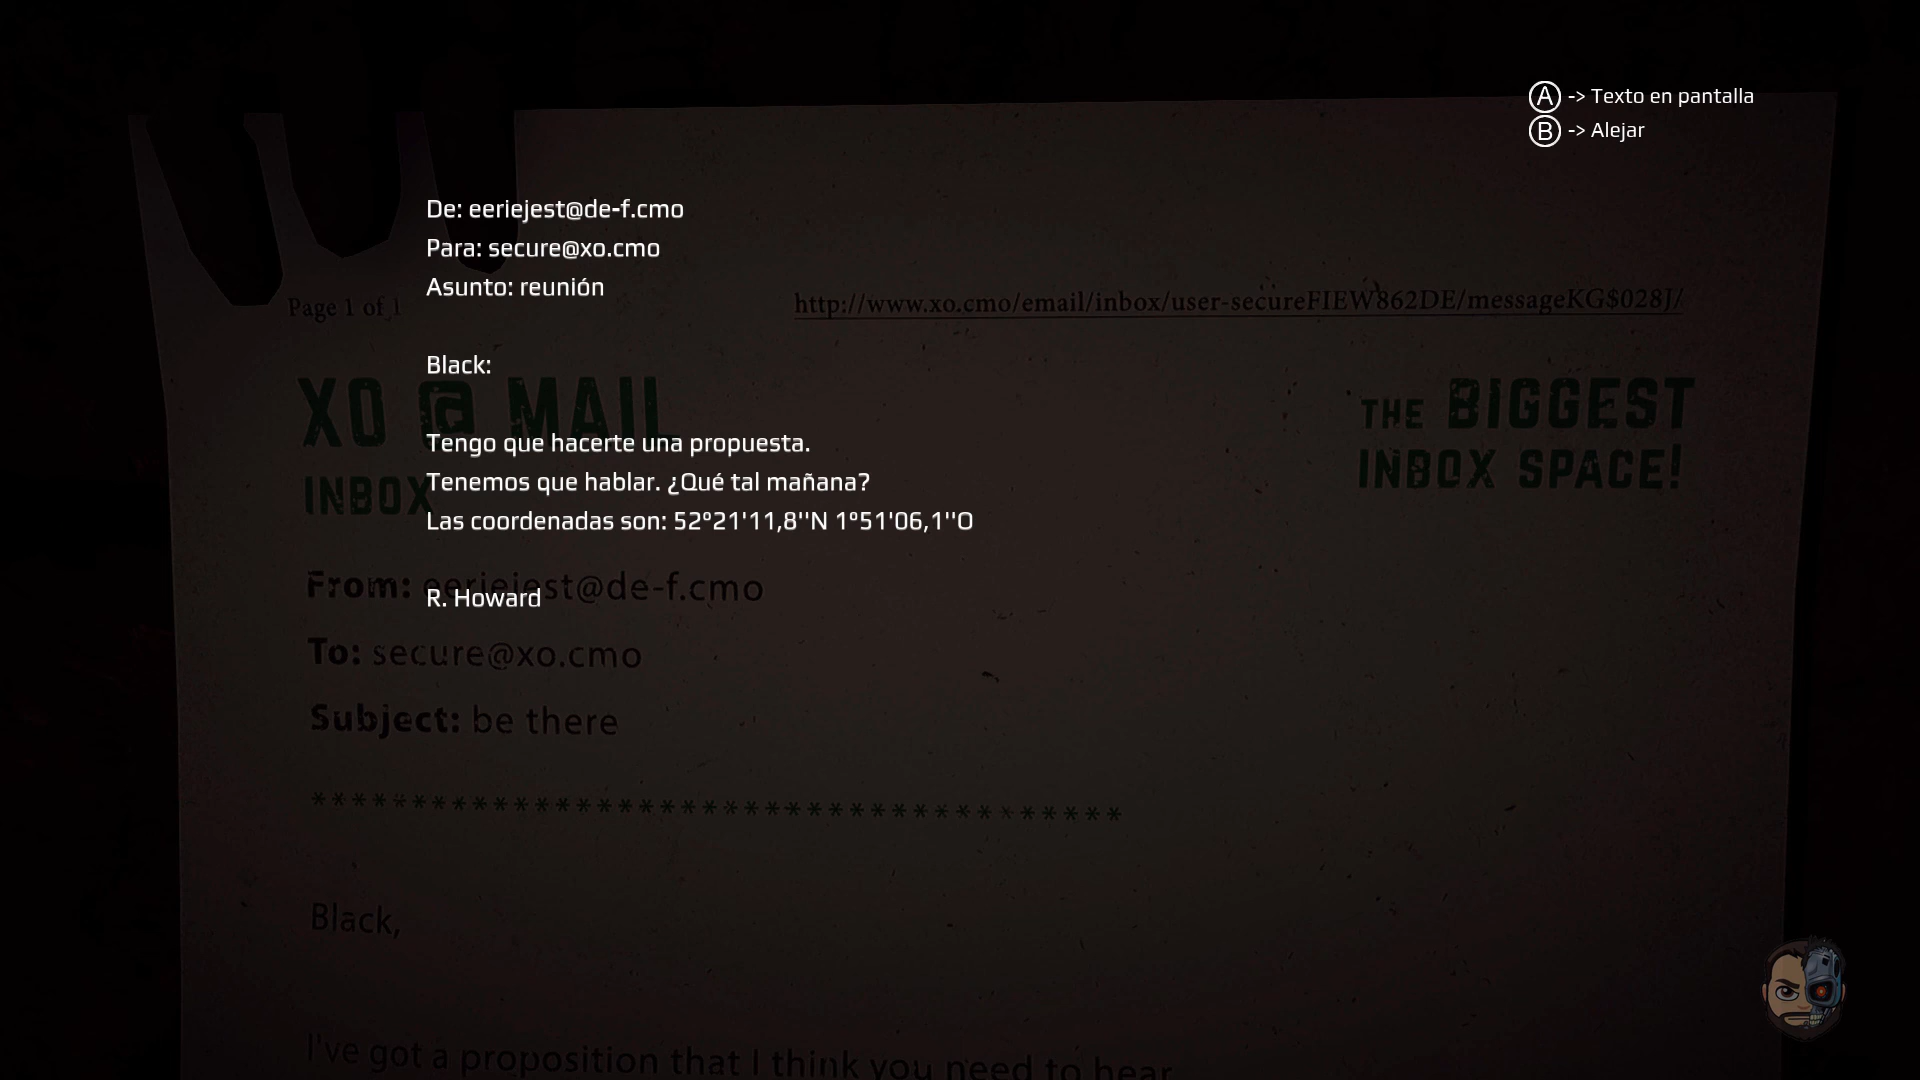 A -> Texto en pantalla
B -> Alejar
De: eeriejest@de-f.cmo
Para: secure@xo.cmo
Asunto: reunión
Page 1 of 1
http://www.xo.cmo/email/inbox/user-secureFIEW862DE/messageKG$028J/
Black:
XO @ MAIL
INBOX
THE BIGGEST
INBOX SPACE!
Tengo que hacerte una propuesta.
Tenemos que hablar. ¿Qué tal mañana?
Las coordenadas son: 52º21'11,8''N 1º51'06,1''O
R. Howard
From: eeriejest@de-f.cmo
To: secure@xo.cmo
Subject: be there
****************************************
Black,
I've got a proposition that I think you need to hear